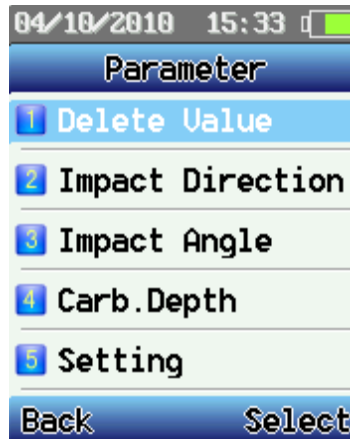 04/10/2010 15:33
Parameter
1 Delete Value
2 Impact Direction
3 Impact Angle
4 Carb.Depth
5 Setting
Back Select